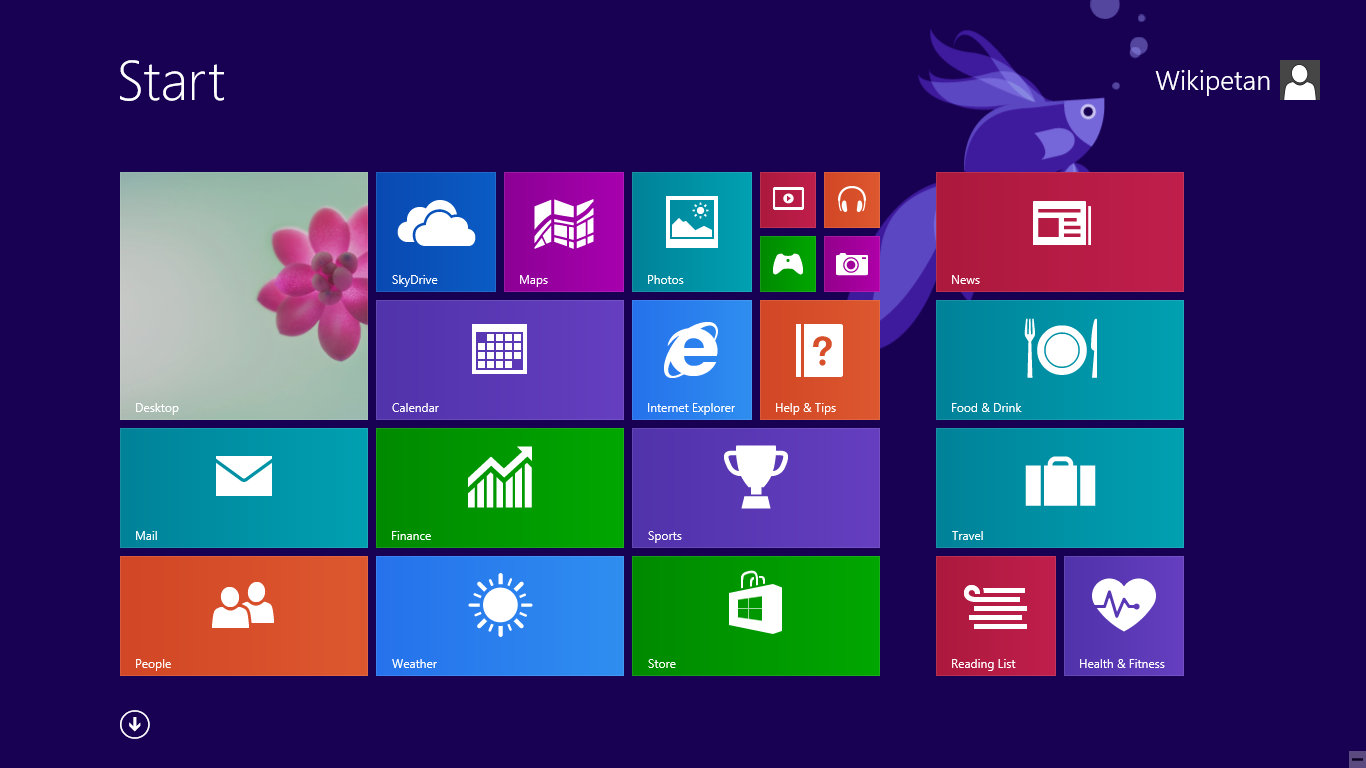 Start
Wikipetan
SkyDrive
Maps
Photos
News
Desktop
Calendar
Internet Explorer
Help & Tips
?
Food & Drink
Mail
Finance
Sports
Travel
People
Weather
Store
Reading List
Health & Fitness